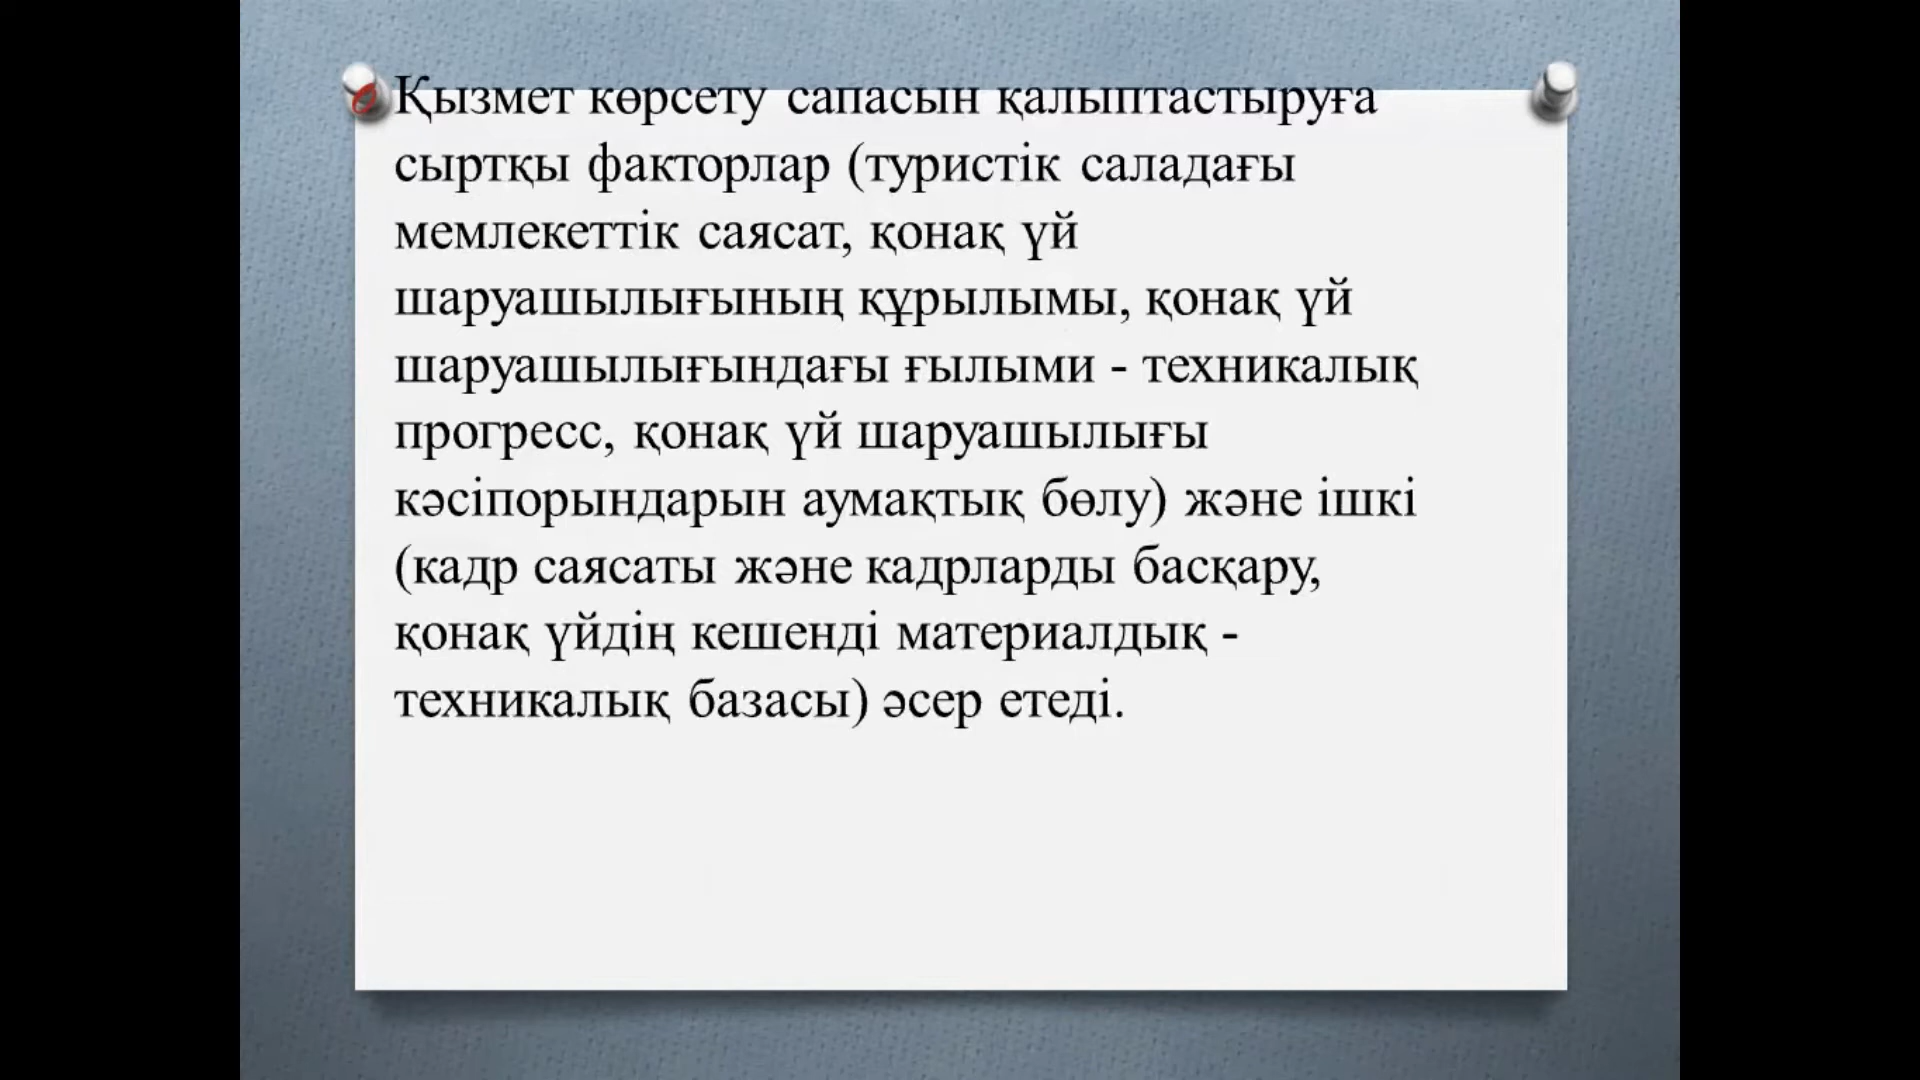 Қызмет көрсету сапасын қалыптастыруға
сыртқы факторлар (туристік саладағы
мемлекеттік саясат, қонақ үй
шаруашылығының құрылымы, қонақ үй
шаруашылығындағы ғылыми - техникалық
прогресс, қонақ үй шаруашылығы
кәсіпорындарын аумақтық бөлу) және ішкі
(кадр саясаты және кадрларды басқару,
қонақ үйдің кешенді материалдық -
техникалық базасы) әсер етеді.